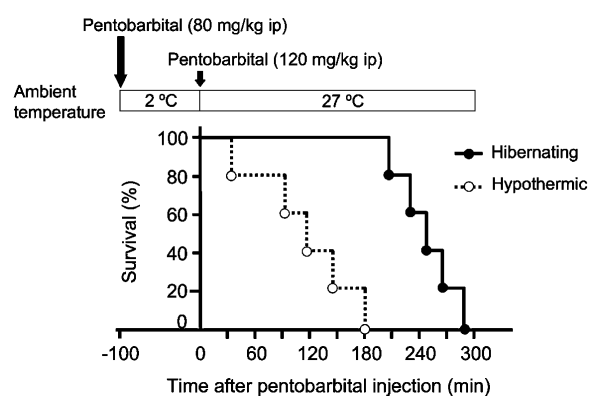 Pentobarbital (80 mg/kg ip)
Pentobarbital (120 mg/kg ip)
Ambient
temperature
2 ºC
27 ºC
Survival (%)
100
80
60
40
20
0
Hibernating
Hypothermic
-100
0
60
120
180
240
300
Time after pentobarbital injection (min)